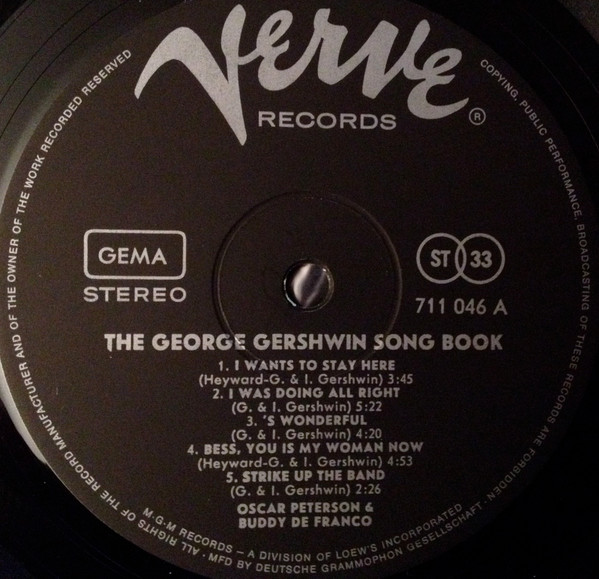 Verve
RECORDS ®
GEMA
STEREO
ST 33
711 046 A
THE GEORGE GERSHWIN SONG BOOK
1. I WANTS TO STAY HERE
(Heyward-G. & I. Gershwin) 3:45
2. I WAS DOING ALL RIGHT
(G. & I. Gershwin) 5:22
3. 'S WONDERFUL
(G. & I. Gershwin) 4:20
4. BESS, YOU IS MY WOMAN NOW
(Heyward-G. & I. Gershwin) 4:53
5. STRIKE UP THE BAND
(G. & I. Gershwin) 2:26
OSCAR PETERSON &
BUDDY DE FRANCO
M·G·M RECORDS – A DIVISION OF LOEW'S INCORPORATED
ALL RIGHTS OF THE RECORD MANUFACTURER AND OF THE OWNER OF THE WORK RECORDED RESERVED
COPYING, PUBLIC PERFORMANCE, BROADCASTING OF THESE RECORDS ARE FORBIDDEN · MFD BY DEUTSCHE GRAMMOPHON GESELLSCHAFT ·